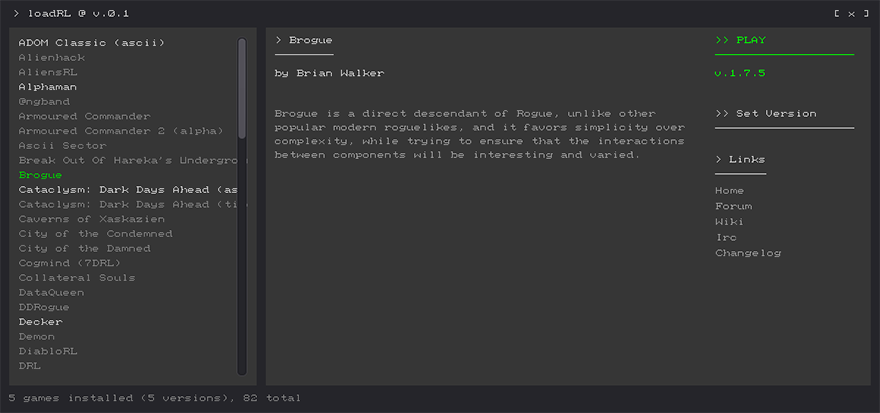 > loadRL @ v.0.1
[ x ]
ADOM Classic (ascii)
Alienhack
AliensRL
Alphaman
@ngband
Armoured Commander
Armoured Commander 2 (alpha)
Ascii Sector
Break Out Of Hareka's Undergrou
Brogue
Cataclysm: Dark Days Ahead (as
Cataclysm: Dark Days Ahead (til
Caverns of Xaskazien
City of the Condemned
City of the Damned
Cogmind (7DRL)
Collateral Souls
DataQueen
DDRogue
Decker
Demon
DiabloRL
DRL
> Brogue
by Brian Walker
Brogue is a direct descendant of Rogue, unlike other
popular modern roguelikes, and it favors simplicity over
complexity, while trying to ensure that the interactions
between components will be interesting and varied.
>> PLAY
v.1.7.5
>> Set Version
> Links
Home
Forum
Wiki
Irc
Changelog
5 games installed (5 versions), 82 total